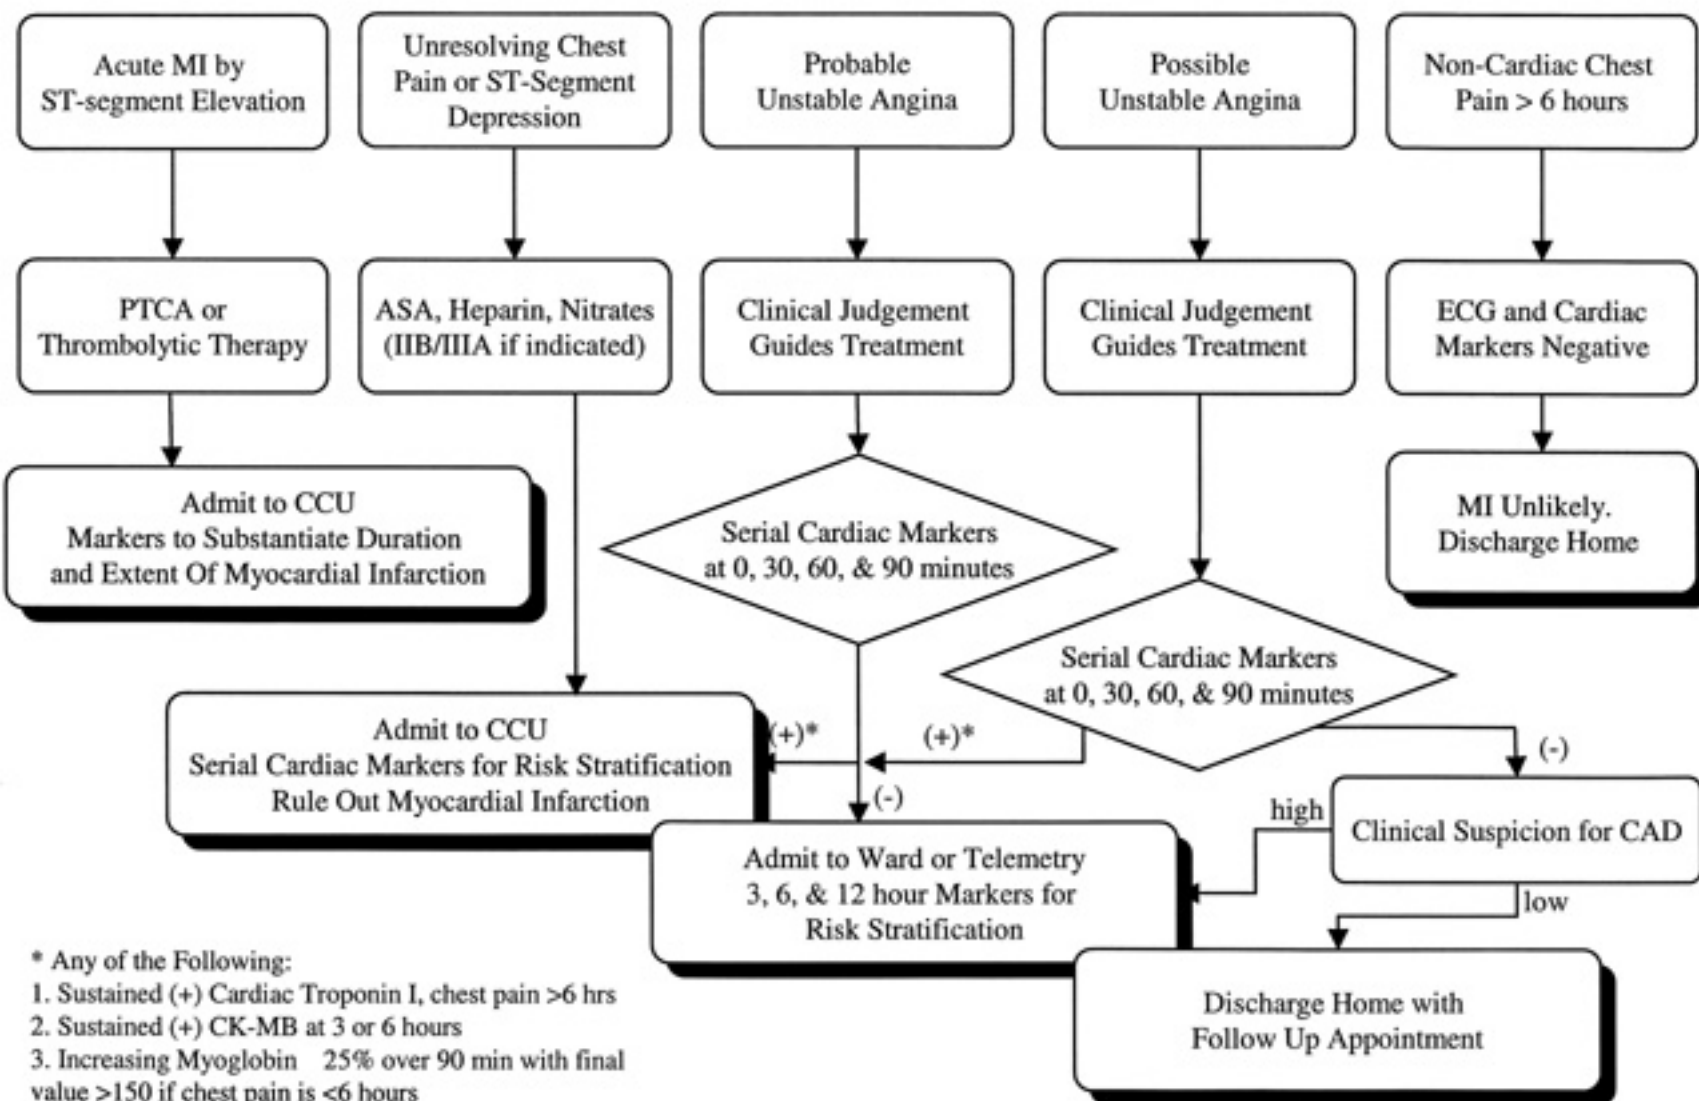 Acute MI by
ST-segment Elevation
Unresolving Chest
Pain or ST-Segment
Depression
Probable
Unstable Angina
Possible
Unstable Angina
Non-Cardiac Chest
Pain > 6 hours
PTCA or
Thrombolytic Therapy
ASA, Heparin, Nitrates
(IIB/IIIA if indicated)
Clinical Judgement
Guides Treatment
Clinical Judgement
Guides Treatment
ECG and Cardiac
Markers Negative
Admit to CCU
Markers to Substantiate Duration
and Extent Of Myocardial Infarction
Serial Cardiac Markers
at 0, 30, 60, & 90 minutes
MI Unlikely.
Discharge Home
Serial Cardiac Markers
at 0, 30, 60, & 90 minutes
Admit to CCU
Serial Cardiac Markers for Risk Stratification
Rule Out Myocardial Infarction
(+)*
(+)*
(-)
(-)
high
Clinical Suspicion for CAD
low
Admit to Ward or Telemetry
3, 6, & 12 hour Markers for
Risk Stratification
Discharge Home with
Follow Up Appointment
* Any of the Following:
1. Sustained (+) Cardiac Troponin I, chest pain >6 hrs
2. Sustained (+) CK-MB at 3 or 6 hours
3. Increasing Myoglobin 25% over 90 min with final
value >150 if chest pain is <6 hours